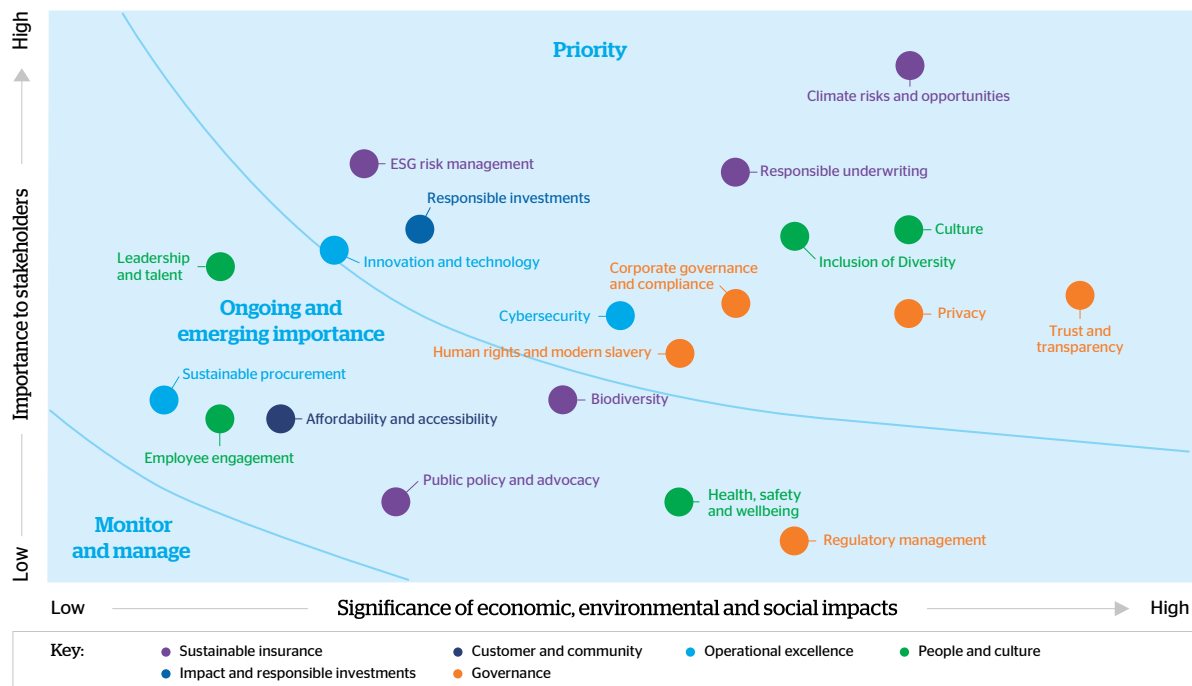 High
Priority
Climate risks and opportunities
ESG risk management
Responsible underwriting
Responsible investments
Culture
Leadership
and talent
Innovation and technology
Inclusion of Diversity
Corporate governance
and compliance
Ongoing and
emerging importance
Cybersecurity
Privacy
Trust and
transparency
Human rights and modern slavery
Importance to stakeholders
Sustainable procurement
Biodiversity
Affordability and accessibility
Employee engagement
Public policy and advocacy
Health, safety
and wellbeing
Monitor
and manage
Regulatory management
Low
Low
Significance of economic, environmental and social impacts
High
Key:
Sustainable insurance
Customer and community
Operational excellence
People and culture
Impact and responsible investments
Governance